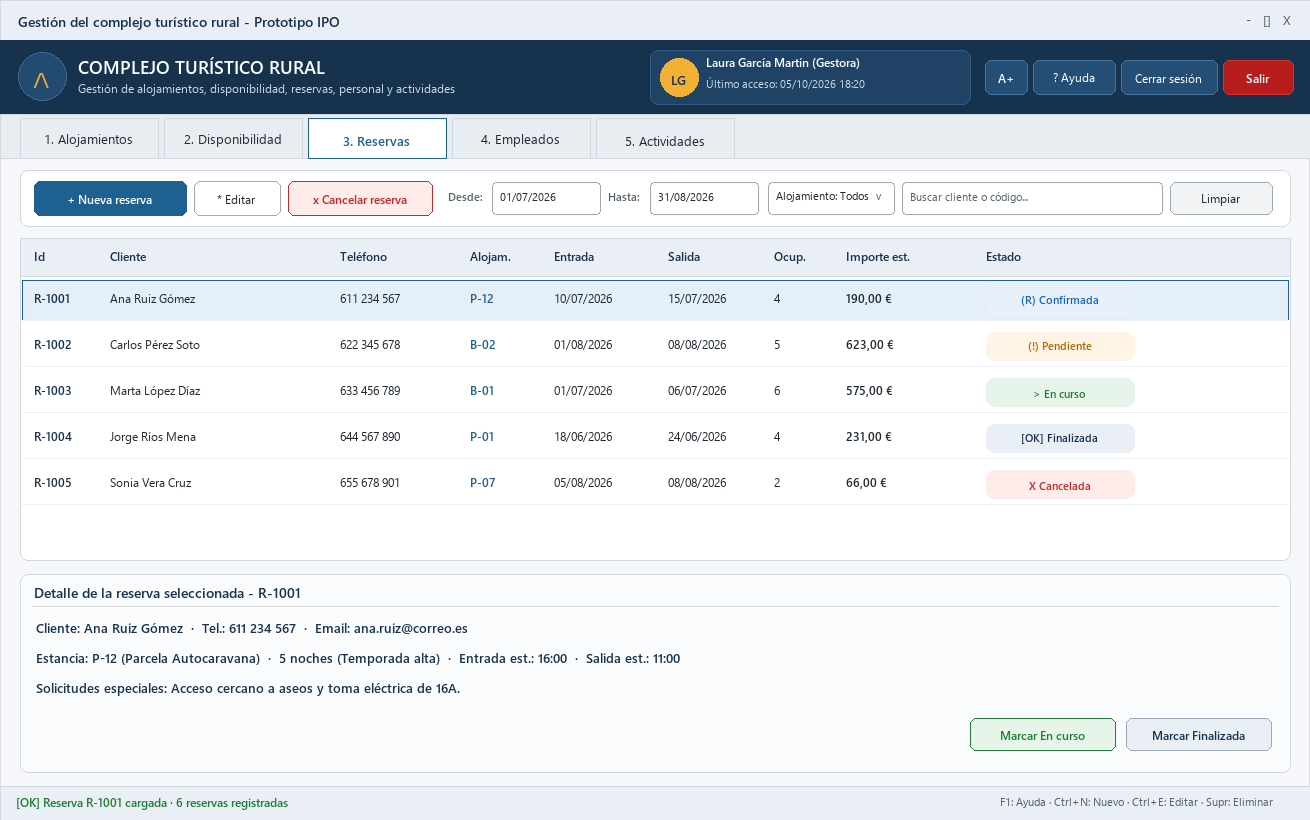 Gestión del complejo turístico rural - Prototipo IPO - [] X
Λ COMPLEJO TURÍSTICO RURAL
Gestión de alojamientos, disponibilidad, reservas, personal y actividades
LG Laura García Martín (Gestora)
Último acceso: 05/10/2026 18:20
A+ ? Ayuda Cerrar sesión Salir
1. Alojamientos 2. Disponibilidad 3. Reservas 4. Empleados 5. Actividades
+ Nueva reserva * Editar x Cancelar reserva Desde: 01/07/2026 Hasta: 31/08/2026 Alojamiento: Todos v Buscar cliente o código... Limpiar
Id Cliente Teléfono Alojam. Entrada Salida Ocup. Importe est. Estado
R-1001 Ana Ruiz Gómez 611 234 567 P-12 10/07/2026 15/07/2026 4 190,00 € (R) Confirmada
R-1002 Carlos Pérez Soto 622 345 678 B-02 01/08/2026 08/08/2026 5 623,00 € (!) Pendiente
R-1003 Marta López Díaz 633 456 789 B-01 01/07/2026 06/07/2026 6 575,00 € > En curso
R-1004 Jorge Ríos Mena 644 567 890 P-01 18/06/2026 24/06/2026 4 231,00 € [OK] Finalizada
R-1005 Sonia Vera Cruz 655 678 901 P-07 05/08/2026 08/08/2026 2 66,00 € X Cancelada
Detalle de la reserva seleccionada - R-1001
Cliente: Ana Ruiz Gómez · Tel.: 611 234 567 · Email: ana.ruiz@correo.es
Estancia: P-12 (Parcela Autocaravana) · 5 noches (Temporada alta) · Entrada est.: 16:00 · Salida est.: 11:00
Solicitudes especiales: Acceso cercano a aseos y toma eléctrica de 16A.
Marcar En curso Marcar Finalizada
[OK] Reserva R-1001 cargada · 6 reservas registradas F1: Ayuda · Ctrl+N: Nuevo · Ctrl+E: Editar · Supr: Eliminar